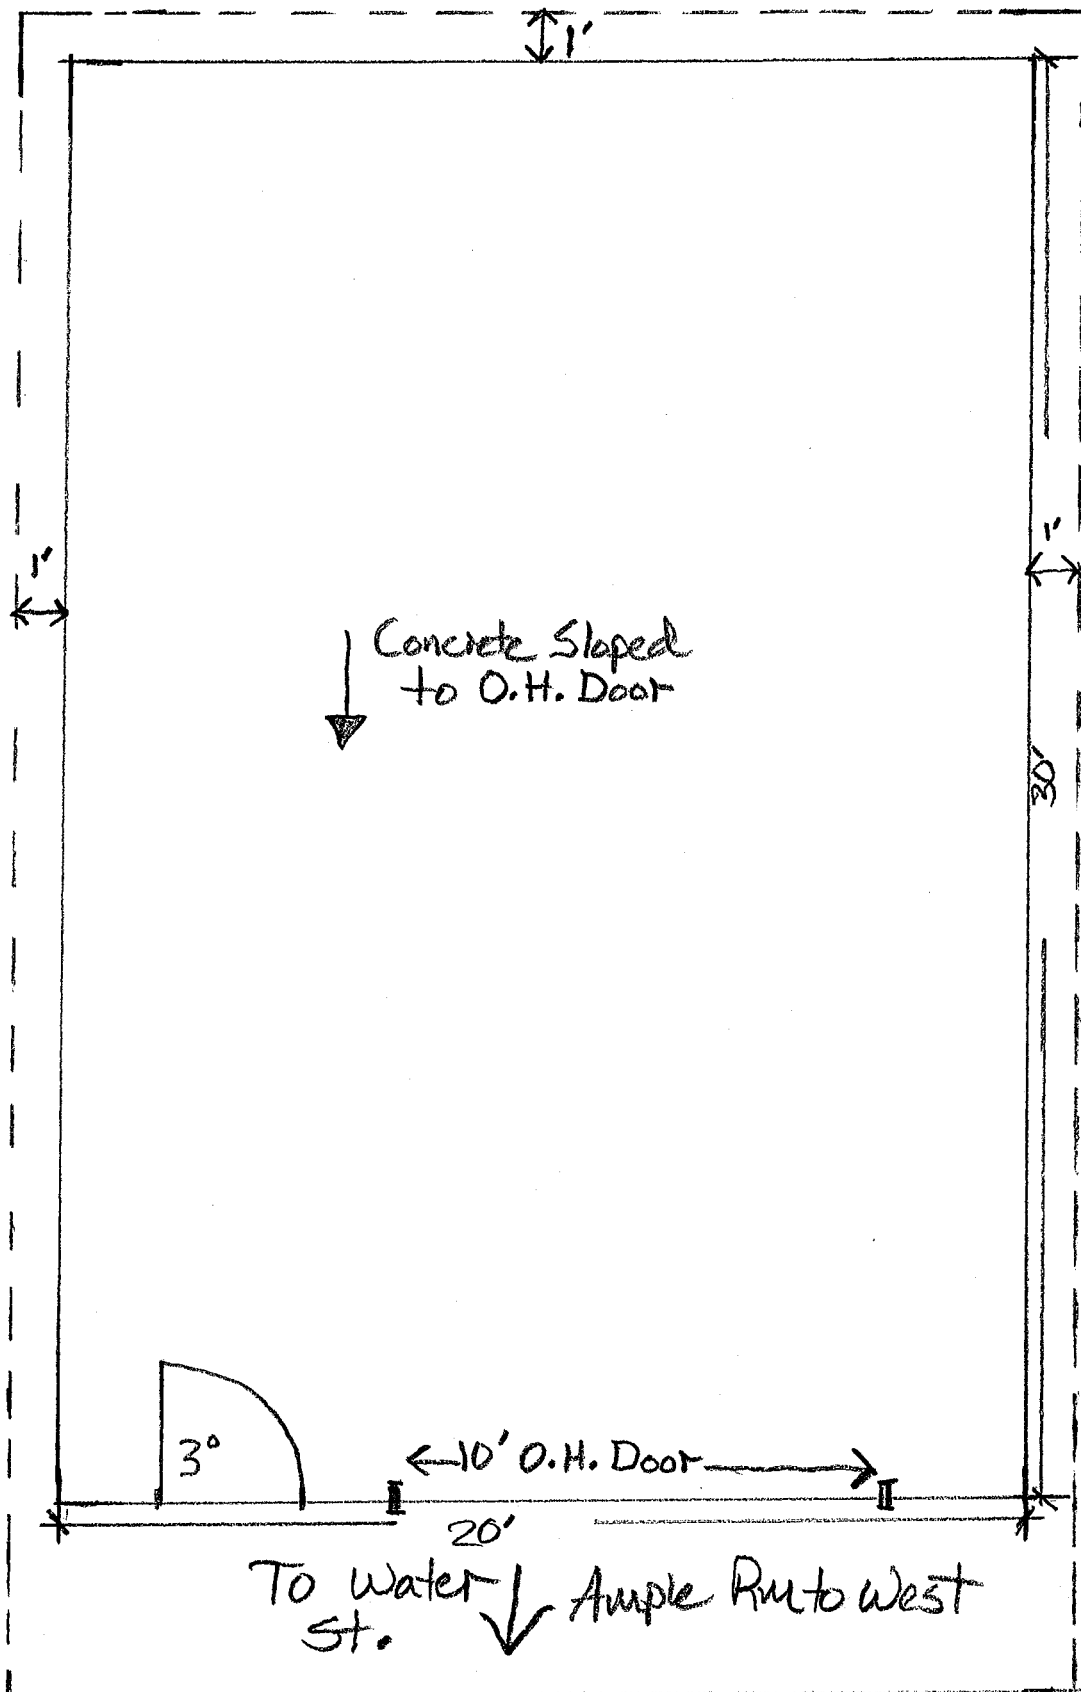 1'
1'
1'
Concrete Sloped
to O.H. Door
30'
3°
10' O.H. Door
20'
To Water
St.
Ample Rm to West